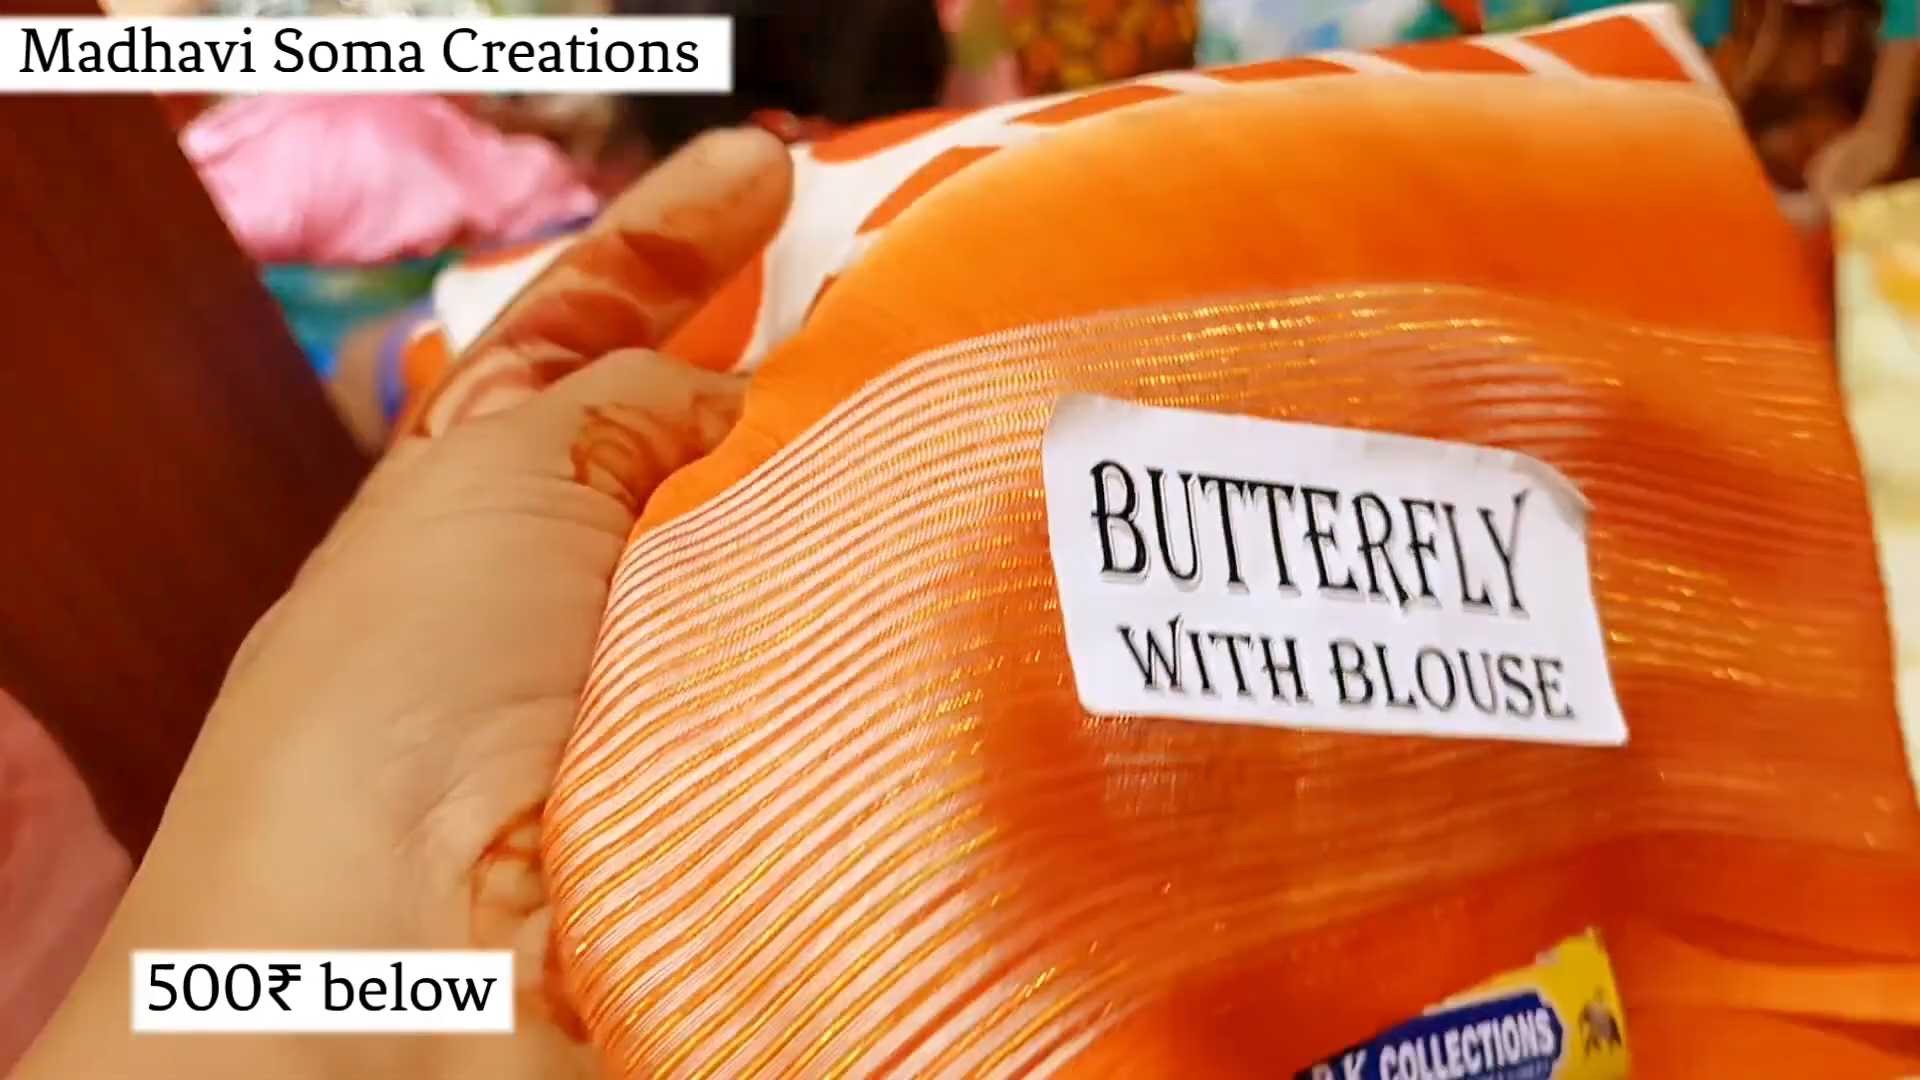 Madhavi Soma Creations
BUTTERFLY
WITH BLOUSE
COLLECTIONS
500₹ below